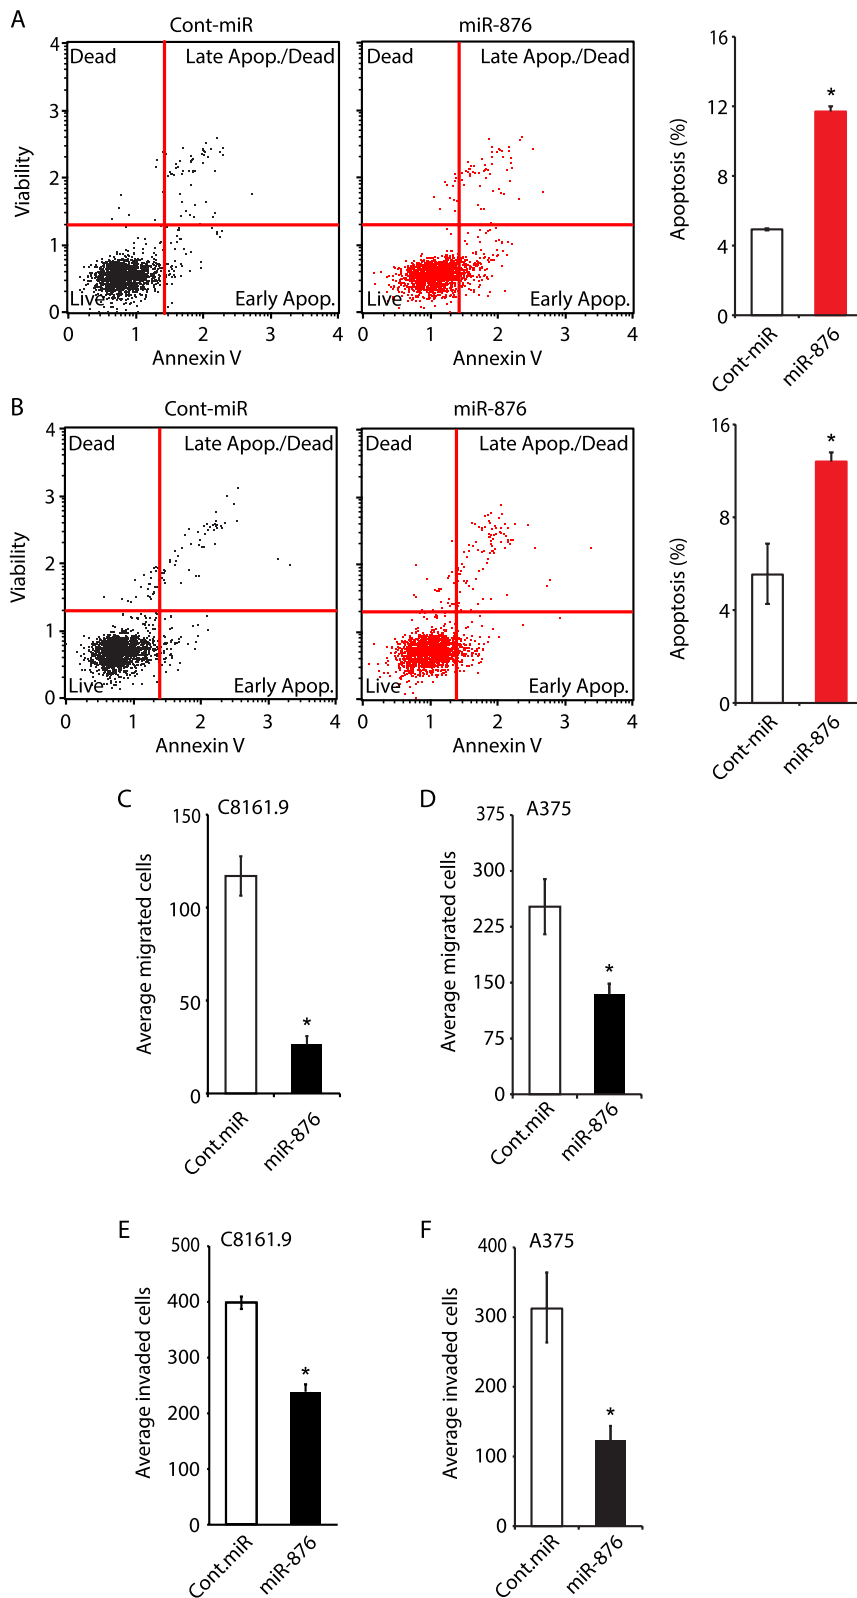 A
Cont-miR
miR-876
4
3
2
1
0
Viability
Dead
Late Apop./Dead
Live
Early Apop.
0
1
2
3
4
Annexin V
Dead
Late Apop./Dead
Live
Early Apop.
0
1
2
3
4
Annexin V
16
12
8
4
0
Apoptosis (%)
*
Cont-miR
miR-876
B
Cont-miR
miR-876
4
3
2
1
0
Viability
Dead
Late Apop./Dead
Live
Early Apop.
0
1
2
3
4
Annexin V
Dead
Late Apop./Dead
Live
Early Apop.
0
1
2
3
4
Annexin V
16
8
4
0
Apoptosis (%)
*
Cont-miR
miR-876
C
C8161.9
150
100
50
0
Average migrated cells
*
Cont.miR
miR-876
D
A375
375
300
225
150
75
0
Average migrated cells
*
Cont.miR
miR-876
E
C8161.9
500
400
300
200
100
0
Average invaded cells
*
Cont.miR
miR-876
F
A375
400
300
200
100
0
Average invaded cells
*
Cont.miR
miR-876